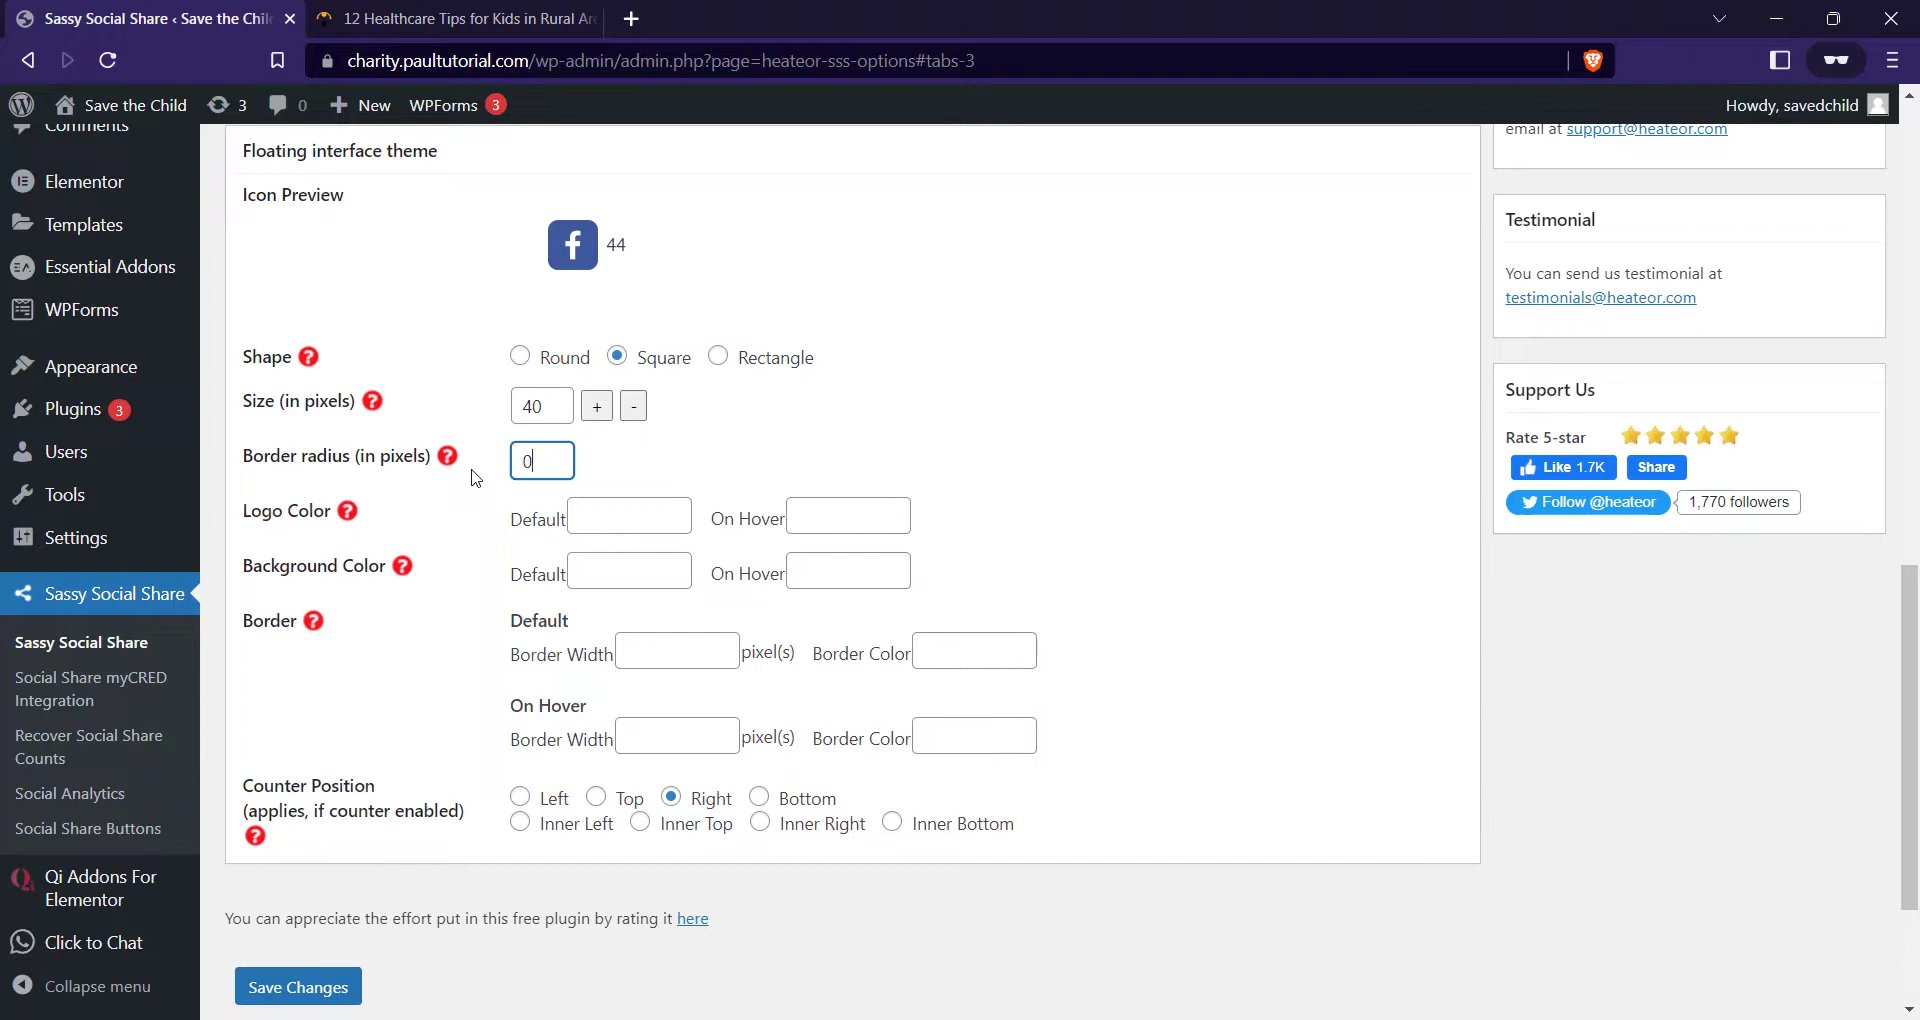 Sassy Social Share ‹ Save the Chil
12 Healthcare Tips for Kids in Rural Are
charity.paultutorial.com/wp-admin/admin.php?page=heateor-sss-options#tabs-3
Save the Child 3 0 New WPForms 3
Howdy, savedchild
Comments
Elementor
Templates
Essential Addons
WPForms
Appearance
Plugins 3
Users
Tools
Settings
Sassy Social Share
Sassy Social Share
Social Share myCRED
Integration
Recover Social Share
Counts
Social Analytics
Social Share Buttons
Qi Addons For
Elementor
Click to Chat
Collapse menu
Floating interface theme
Icon Preview
f 44
Shape ? Round Square Rectangle
Size (in pixels) ? 40 + -
Border radius (in pixels) ? 0
Logo Color ? Default On Hover
Background Color ? Default On Hover
Border ? Default
Border Width pixel(s) Border Color
On Hover
Border Width pixel(s) Border Color
Counter Position
(applies, if counter enabled)
?
Left Top Right Bottom
Inner Left Inner Top Inner Right Inner Bottom
You can appreciate the effort put in this free plugin by rating it here
Save Changes
email at support@heateor.com
Testimonial
You can send us testimonial at
testimonials@heateor.com
Support Us
Rate 5-star
Like 1.7K Share
Follow @heateor 1,770 followers